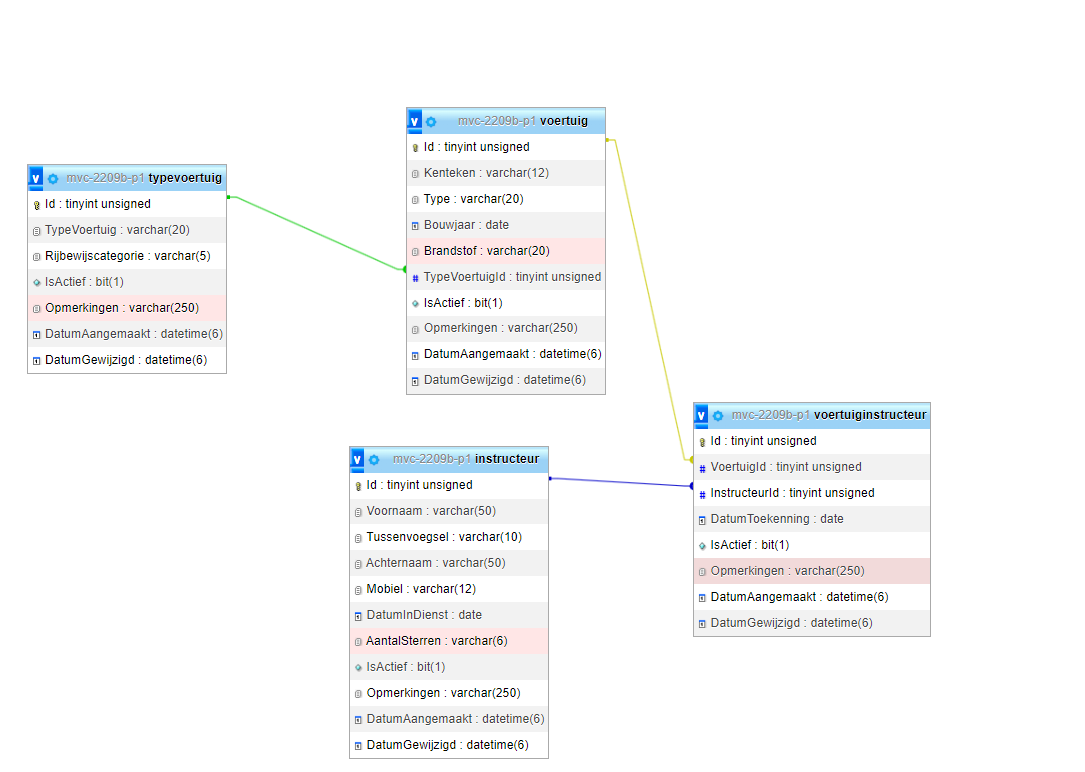 v mvc-2209b-p1 typevoertuig
Id : tinyint unsigned
TypeVoertuig : varchar(20)
Rijbewijscategorie : varchar(5)
IsActief : bit(1)
Opmerkingen : varchar(250)
DatumAangemaakt : datetime(6)
DatumGewijzigd : datetime(6)
v mvc-2209b-p1 voertuig
Id : tinyint unsigned
Kenteken : varchar(12)
Type : varchar(20)
Bouwjaar : date
Brandstof : varchar(20)
# TypeVoertuigId : tinyint unsigned
IsActief : bit(1)
Opmerkingen : varchar(250)
DatumAangemaakt : datetime(6)
DatumGewijzigd : datetime(6)
v mvc-2209b-p1 instructeur
Id : tinyint unsigned
Voornaam : varchar(50)
Tussenvoegsel : varchar(10)
Achternaam : varchar(50)
Mobiel : varchar(12)
DatumInDienst : date
AantalSterren : varchar(6)
IsActief : bit(1)
Opmerkingen : varchar(250)
DatumAangemaakt : datetime(6)
DatumGewijzigd : datetime(6)
v mvc-2209b-p1 voertuiginstructeur
Id : tinyint unsigned
# VoertuigId : tinyint unsigned
# InstructeurId : tinyint unsigned
DatumToekenning : date
IsActief : bit(1)
Opmerkingen : varchar(250)
DatumAangemaakt : datetime(6)
DatumGewijzigd : datetime(6)